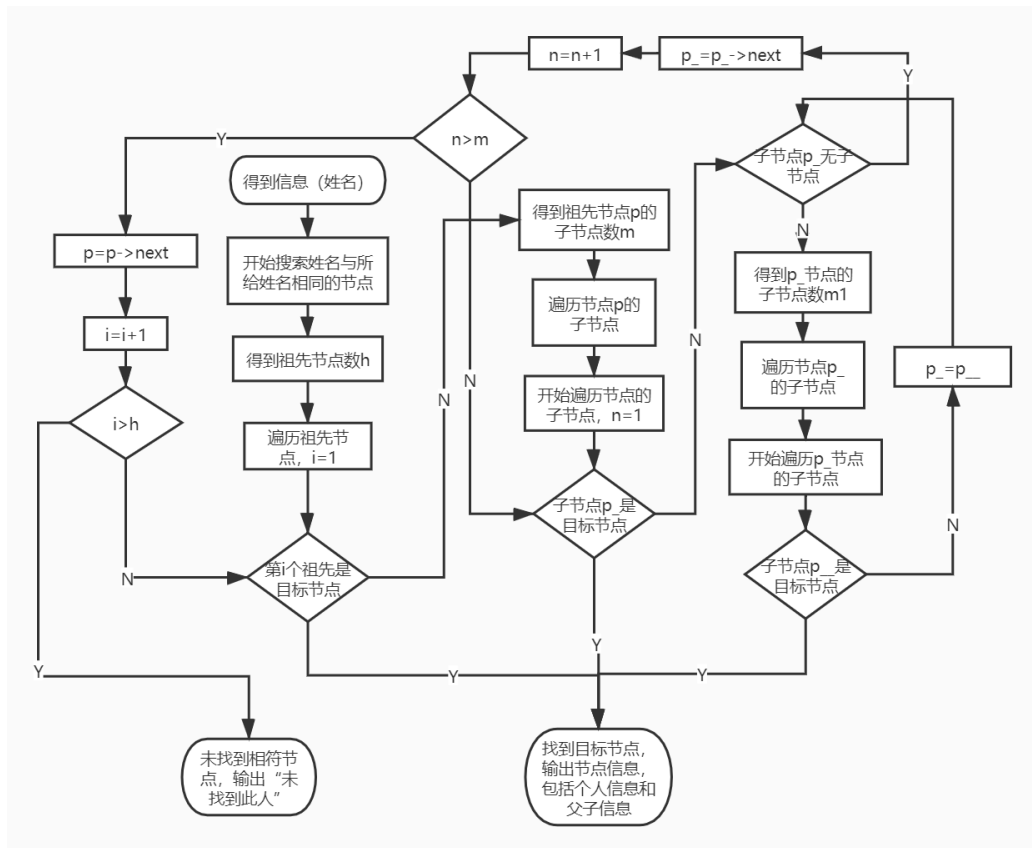 n=n+1
p_=p_->next
Y
n>m
Y
子节点p_无子
节点
得到信息（姓名）
得到祖先节点p的
子节点数m
N
p=p->next
开始搜索姓名与所
给姓名相同的节点
得到p_节点的
子节点数m1
遍历节点p的
子节点
i=i+1
得到祖先节点数h
N
遍历节点p_
的子节点
p_=p__
N
N
开始遍历节点的
子节点，n=1
i>h
遍历祖先节
点，i=1
开始遍历p_节点
的子节点
子节点p_是
目标节点
N
N
第i个祖先是
目标节点
子节点p__是
目标节点
Y
Y
Y
Y
未找到相符节
点，输出“未
找到此人”
找到目标节点，
输出节点信息，
包括个人信息和
父子信息